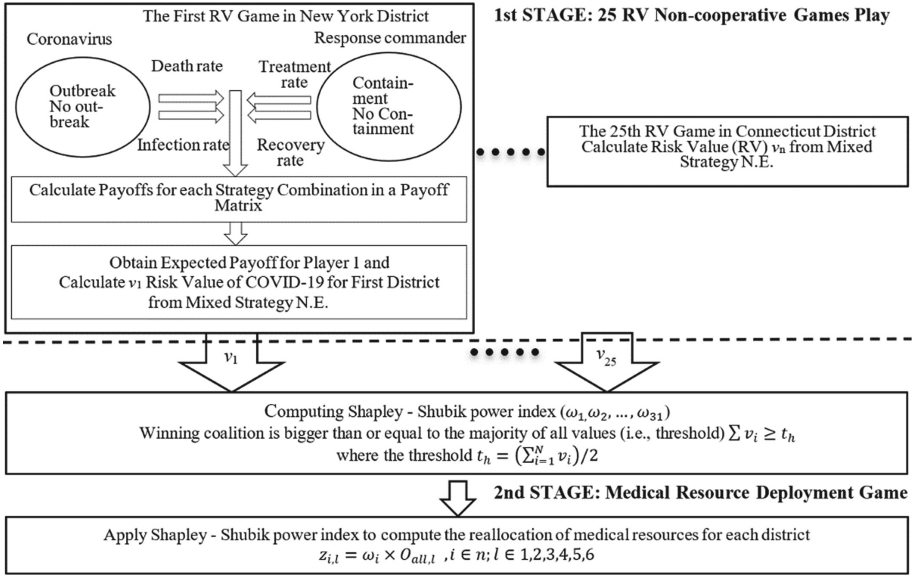 The First RV Game in New York District
1st STAGE: 25 RV Non-cooperative Games Play
Coronavirus
Response commander
Death rate
Treatment
rate
Outbreak
No out-
break
Contain-
ment
No Con-
tainment
Infection rate
Recovery
rate
The 25th RV Game in Connecticut District
Calculate Risk Value (RV) vₙ from Mixed
Strategy N.E.
Calculate Payoffs for each Strategy Combination in a Payoff
Matrix
Obtain Expected Payoff for Player 1 and
Calculate v₁ Risk Value of COVID-19 for First District
from Mixed Strategy N.E.
v₁
v₂₅
Computing Shapley - Shubik power index (ω₁,ω₂, …, ω₃₁)
Winning coalition is bigger than or equal to the majority of all values (i.e., threshold) ∑ vᵢ ≥ tₕ
where the threshold tₕ = (∑ᵢ₌₁ᴺ vᵢ)/2
2nd STAGE: Medical Resource Deployment Game
Apply Shapley - Shubik power index to compute the reallocation of medical resources for each district
z_{i,l} = ωᵢ × O_{all,l} ,i ∈ n; l ∈ 1,2,3,4,5,6